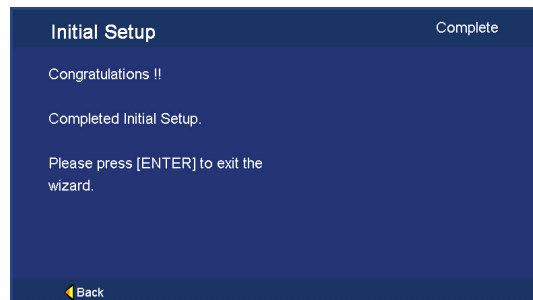 Initial Setup
Complete
Congratulations !!
Completed Initial Setup.
Please press [ENTER] to exit the
wizard.
Back